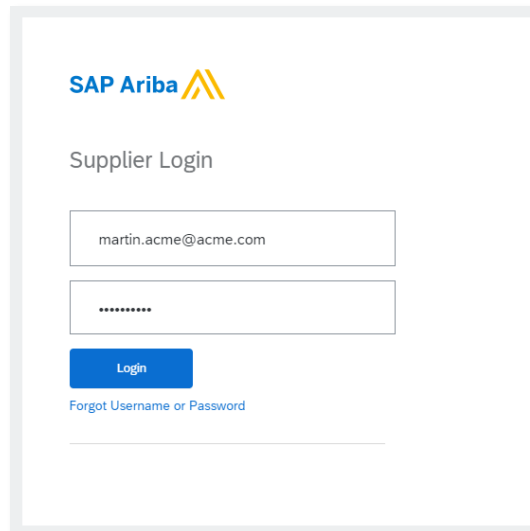 SAP Ariba
Supplier Login
martin.acme@acme.com
••••••••••
Login
Forgot Username or Password